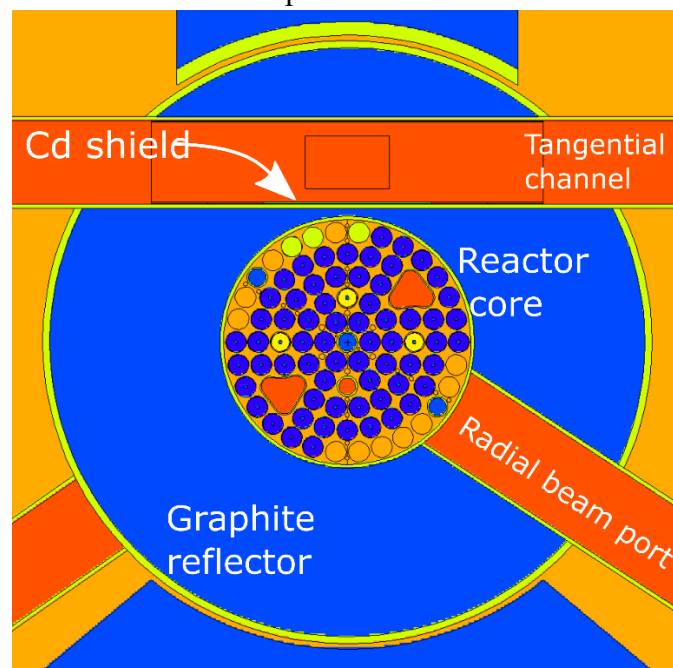 Cd shield
Tangential
channel
Reactor
core
Radial beam port
Graphite
reflector